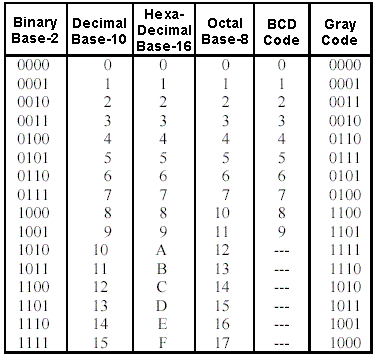 Binary Base-2 Decimal Base-10 Hexa-Decimal Base-16 Octal Base-8 BCD Code Gray Code
0000 0 0 0 0 0000
0001 1 1 1 1 0001
0010 2 2 2 2 0011
0011 3 3 3 3 0010
0100 4 4 4 4 0110
0101 5 5 5 5 0111
0110 6 6 6 6 0101
0111 7 7 7 7 0100
1000 8 8 10 8 1100
1001 9 9 11 9 1101
1010 10 A 12 --- 1111
1011 11 B 13 --- 1110
1100 12 C 14 --- 1010
1101 13 D 15 --- 1011
1110 14 E 16 --- 1001
1111 15 F 17 --- 1000